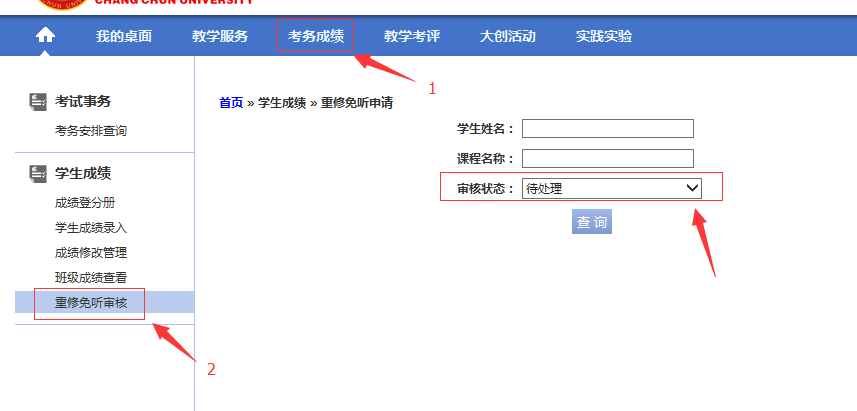 CHANG CHUN UNIVERSITY
我的桌面 教学服务 考务成绩 教学考评 大创活动 实践实验
1
考试事务
考务安排查询
学生成绩
成绩登分册
学生成绩录入
成绩修改管理
班级成绩查看
重修免听审核
2
首页 » 学生成绩 » 重修免听申请
学生姓名：
课程名称：
审核状态： 待处理
查 询